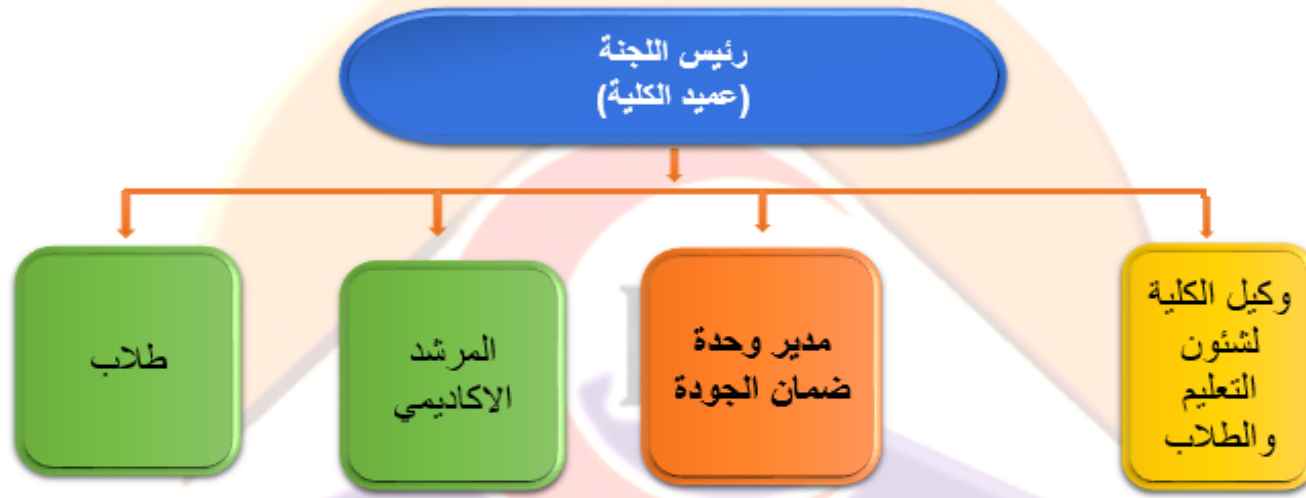 رئيس اللجنة
(عميد الكلية)
وكيل الكلية
لشئون
التعليم
والطلاب
مدير وحدة
ضمان الجودة
المرشد
الاكاديمي
طلاب